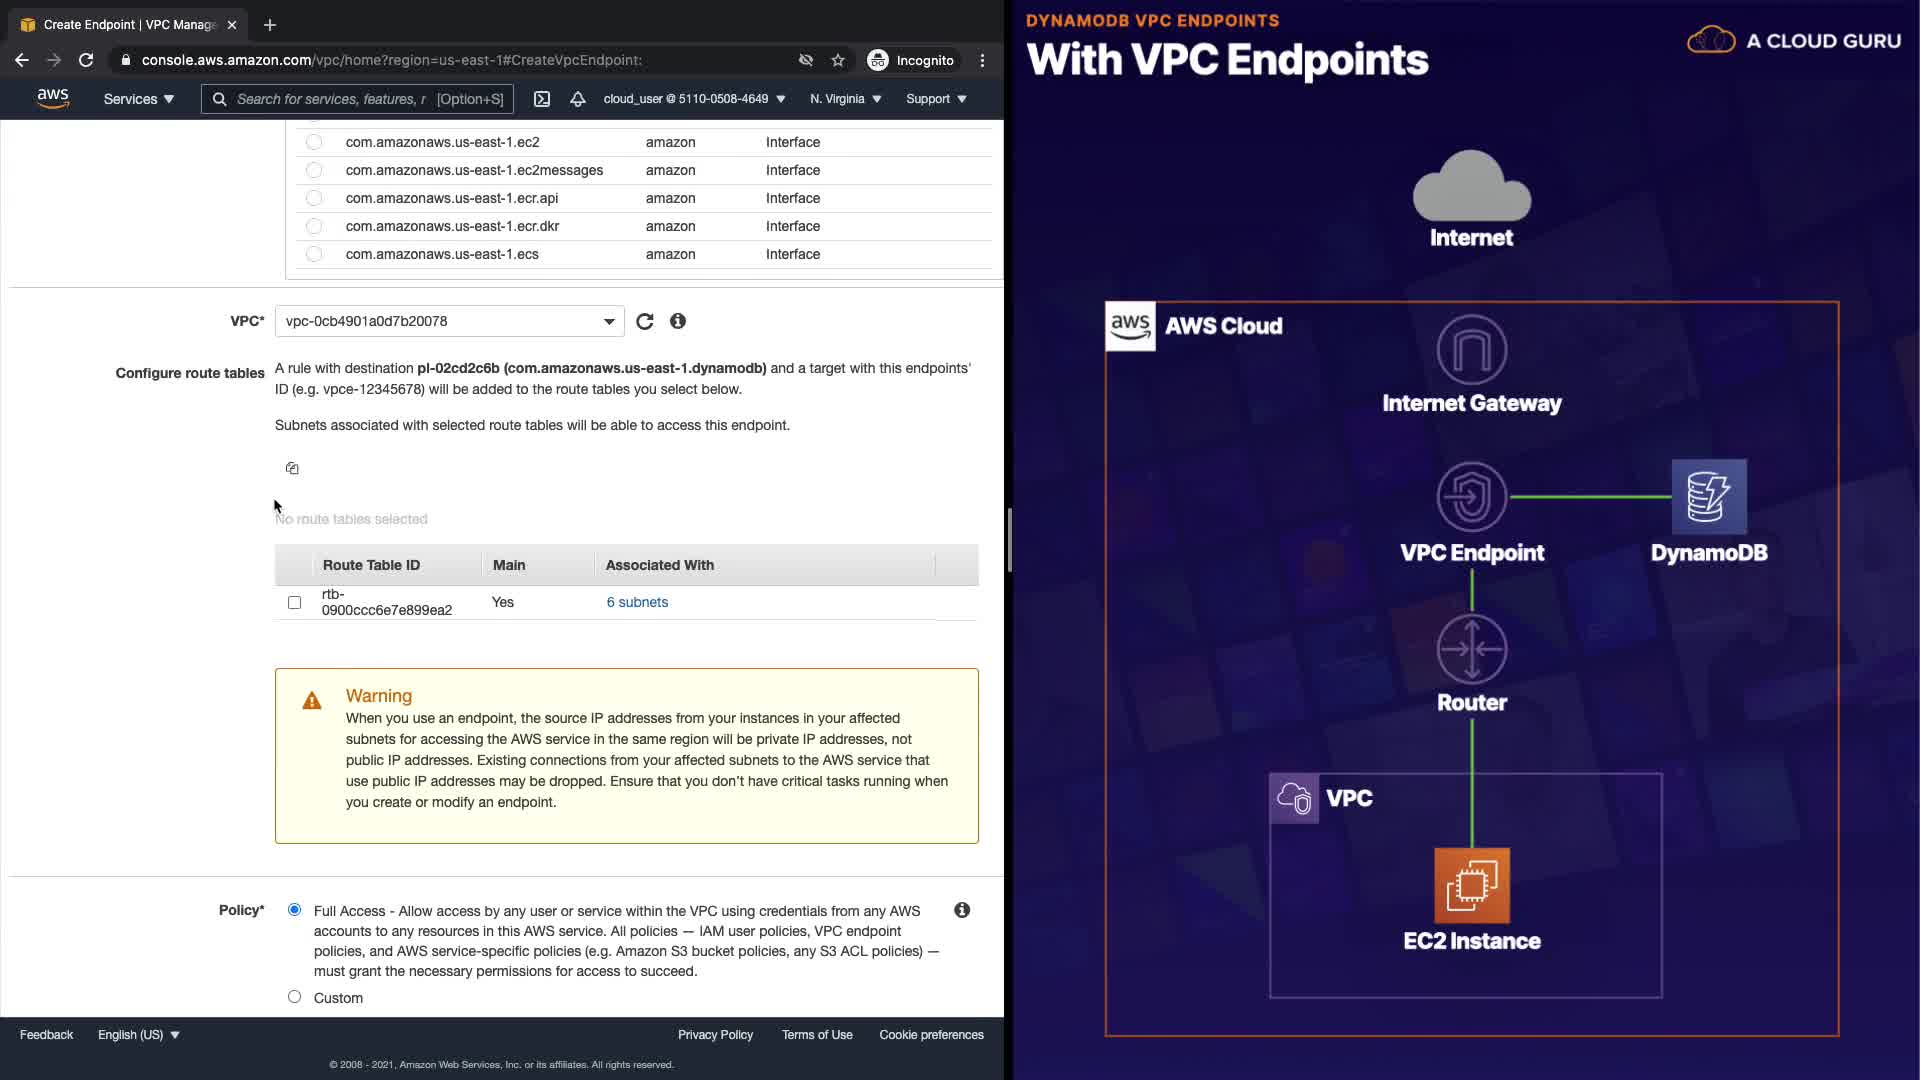 Create Endpoint | VPC Manage
console.aws.amazon.com/vpc/home?region=us-east-1#CreateVpcEndpoint:
Incognito
aws
Services
Search for services, features, r [Option+S]
cloud_user @ 5110-0508-4649
N. Virginia
Support
com.amazonaws.us-east-1.ec2 amazon Interface
com.amazonaws.us-east-1.ec2messages amazon Interface
com.amazonaws.us-east-1.ecr.api amazon Interface
com.amazonaws.us-east-1.ecr.dkr amazon Interface
com.amazonaws.us-east-1.ecs amazon Interface
VPC* vpc-0cb4901a0d7b20078
Configure route tables
A rule with destination pl-02cd2c6b (com.amazonaws.us-east-1.dynamodb) and a target with this endpoints'
ID (e.g. vpce-12345678) will be added to the route tables you select below.
Subnets associated with selected route tables will be able to access this endpoint.
No route tables selected
Route Table ID Main Associated With
rtb-
0900ccc6e7e899ea2 Yes 6 subnets
Warning
When you use an endpoint, the source IP addresses from your instances in your affected
subnets for accessing the AWS service in the same region will be private IP addresses, not
public IP addresses. Existing connections from your affected subnets to the AWS service that
use public IP addresses may be dropped. Ensure that you don't have critical tasks running when
you create or modify an endpoint.
Policy*
Full Access - Allow access by any user or service within the VPC using credentials from any AWS
accounts to any resources in this AWS service. All policies — IAM user policies, VPC endpoint
policies, and AWS service-specific policies (e.g. Amazon S3 bucket policies, any S3 ACL policies) —
must grant the necessary permissions for access to succeed.
Custom
Feedback
English (US)
Privacy Policy
Terms of Use
Cookie preferences
© 2008 - 2021, Amazon Web Services, Inc. or its affiliates. All rights reserved.
DYNAMODB VPC ENDPOINTS
With VPC Endpoints
A CLOUD GURU
Internet
aws
AWS Cloud
Internet Gateway
VPC Endpoint
DynamoDB
Router
VPC
EC2 Instance